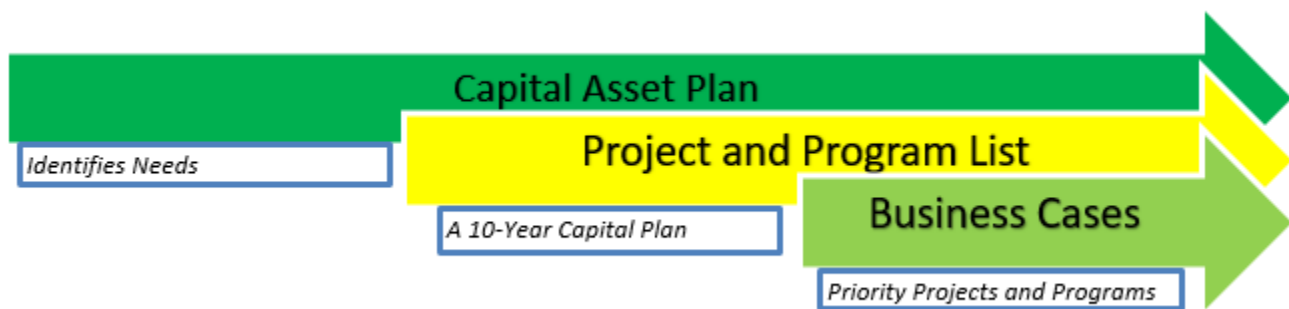 Capital Asset Plan
Identifies Needs
Project and Program List
A 10-Year Capital Plan
Business Cases
Priority Projects and Programs